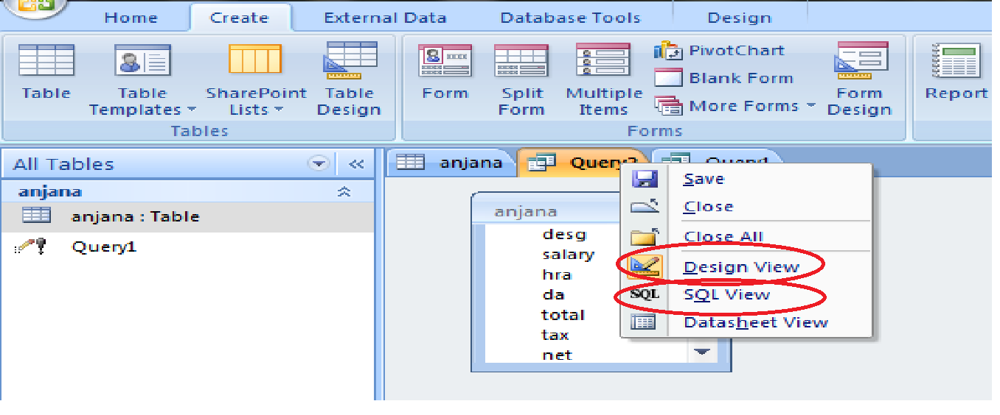 Home Create External Data Database Tools Design
Table
Table Templates
SharePoint Lists
Table Design
Tables
Form
Split Form
Multiple Items
PivotChart
Blank Form
More Forms
Form Design
Forms
Report
All Tables
«
anjana
anjana : Table
Query1
anjana Query2 Query1
anjana
desg
salary
hra
da
total
tax
net
Save
Close
Close All
Design View
SQL SQL View
Datasheet View